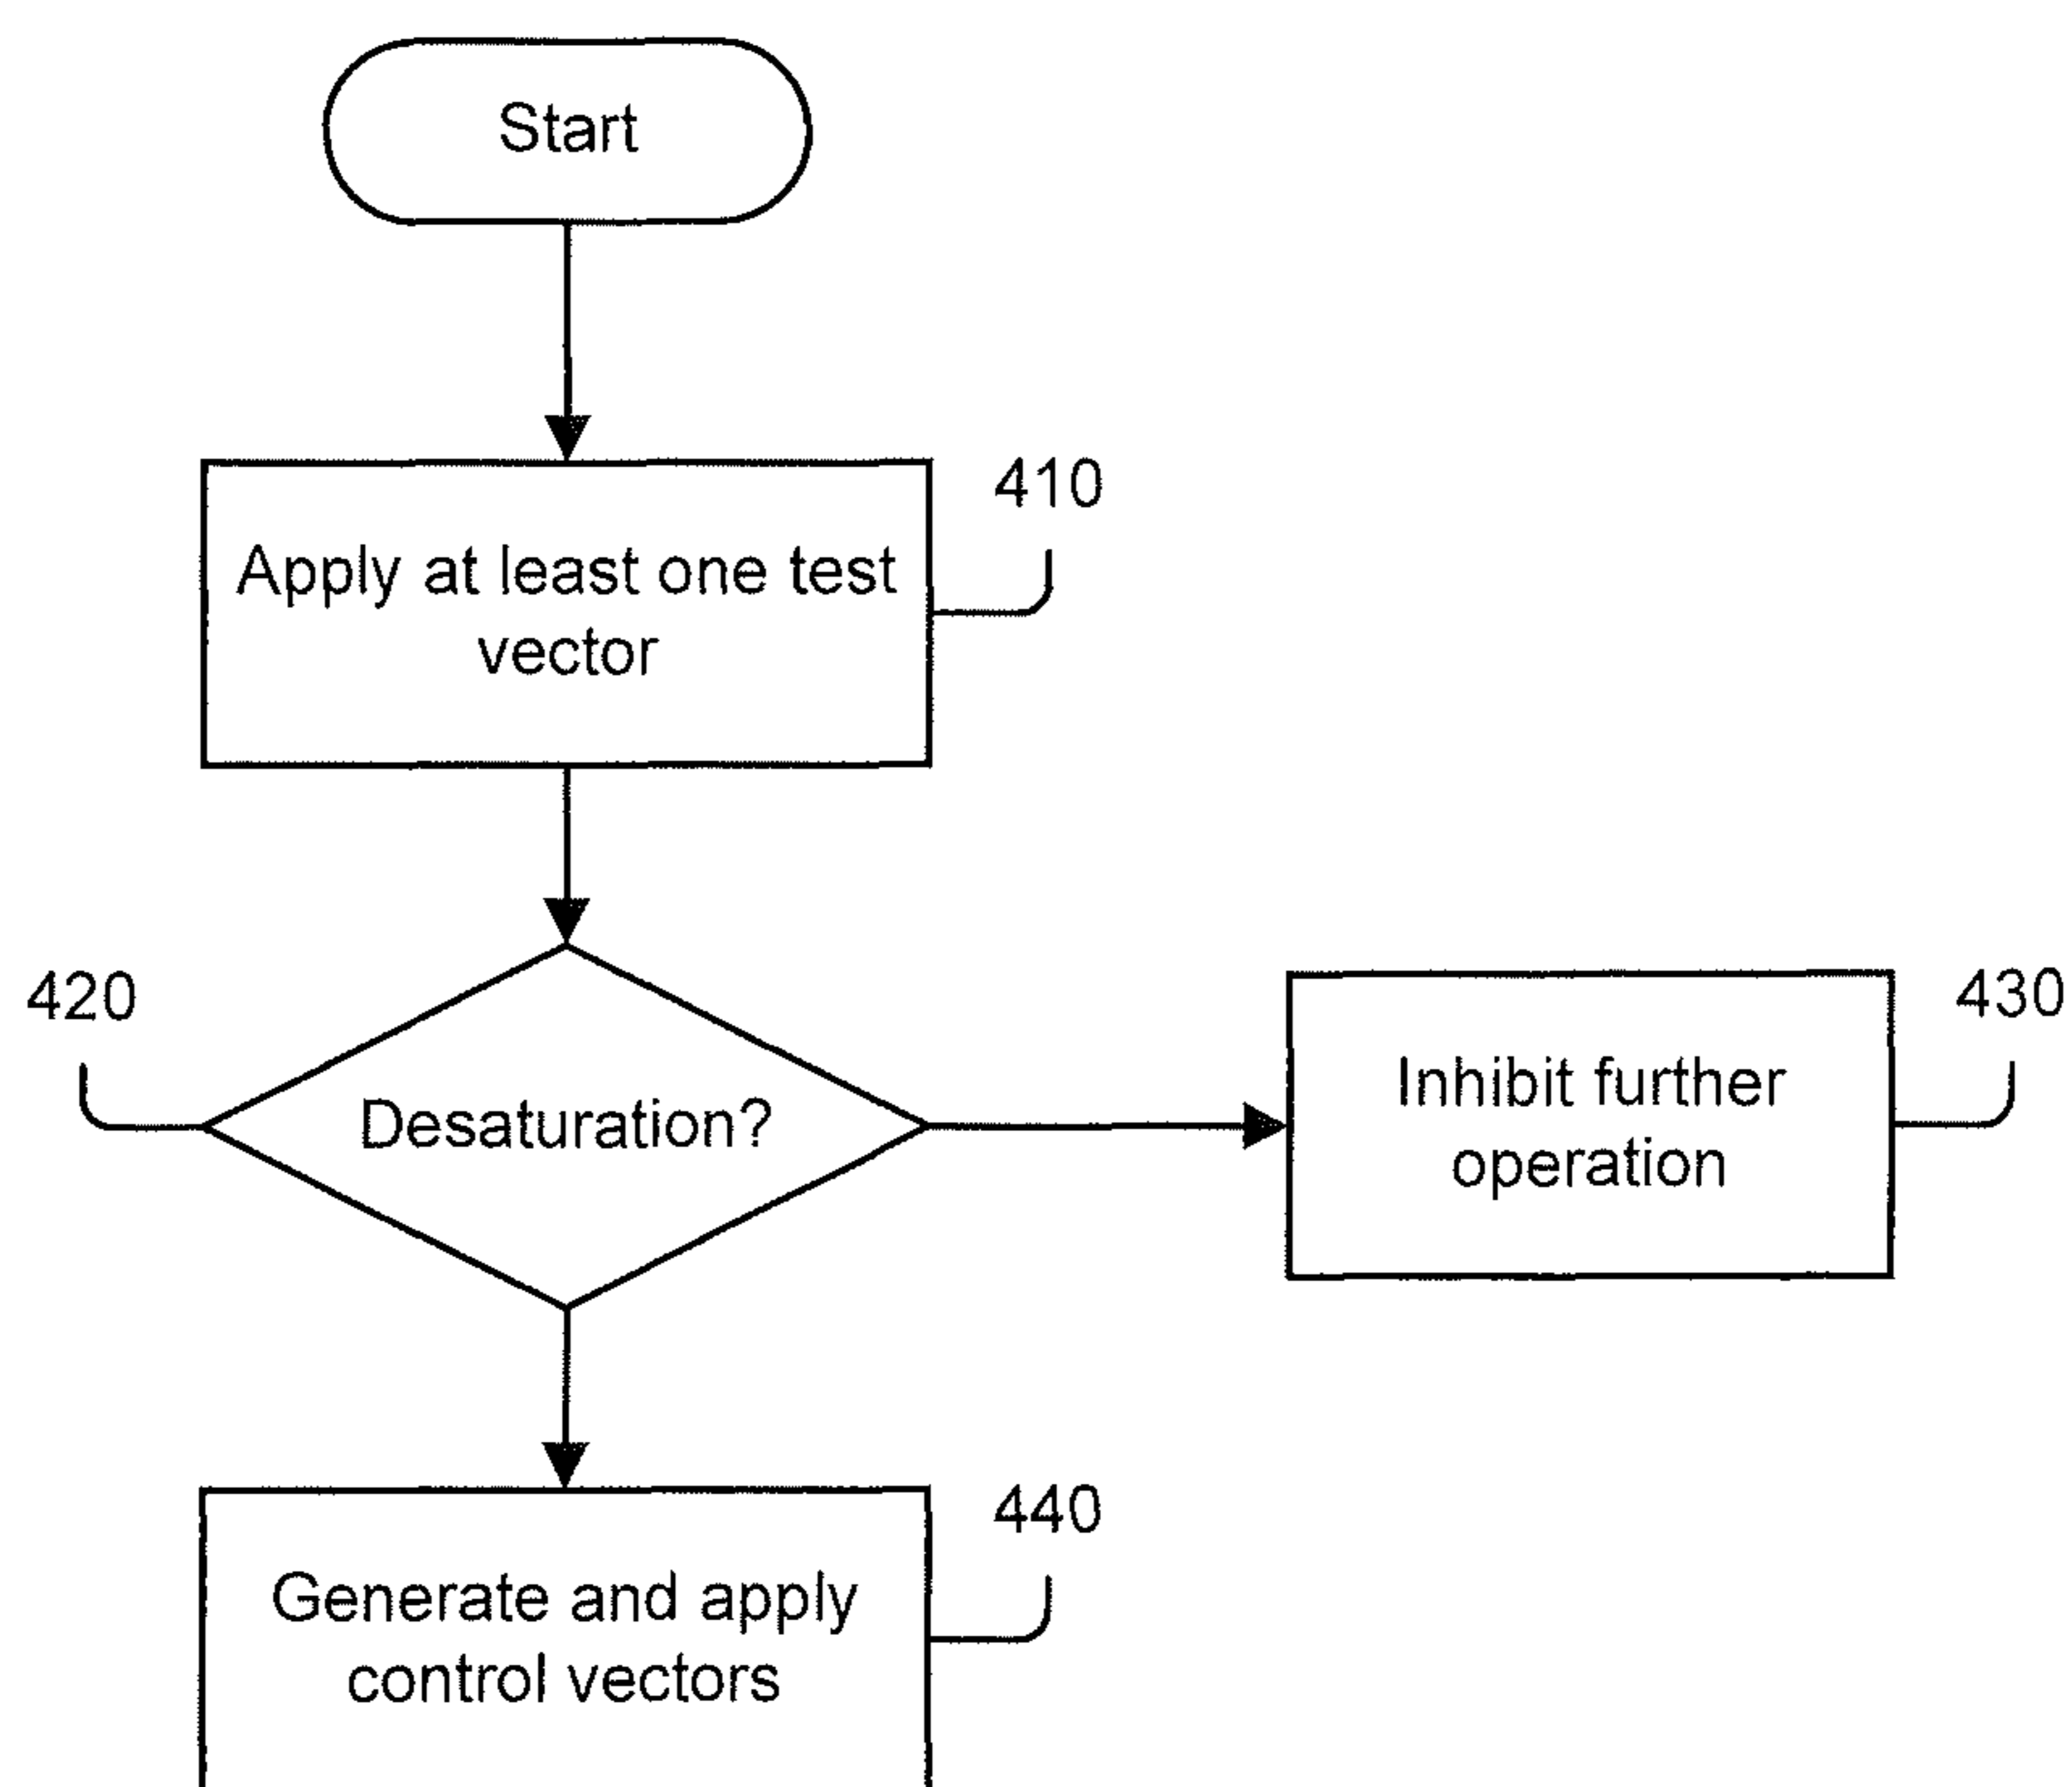 Start
410
Apply at least one test
vector
420
Desaturation?
430
Inhibit further
operation
440
Generate and apply
control vectors